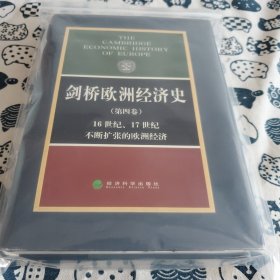 THE
CAMBRIDGE
ECONOMIC HISTORY
OF EUROPE
剑桥欧洲经济史
（第四卷）
16世纪、17世纪
不断扩张的欧洲经济
经济科学出版社